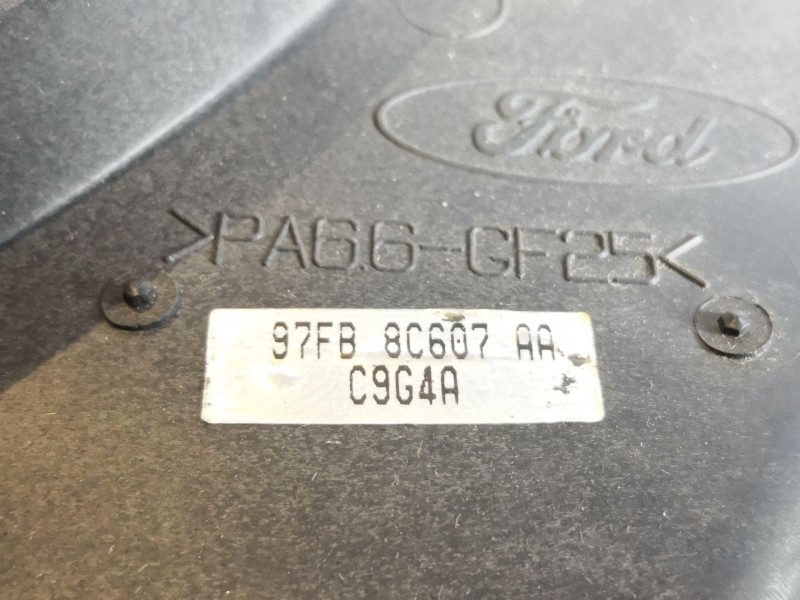 Ford
>PA6.6-GF25<
97FB 8C607 AA
C9G4A